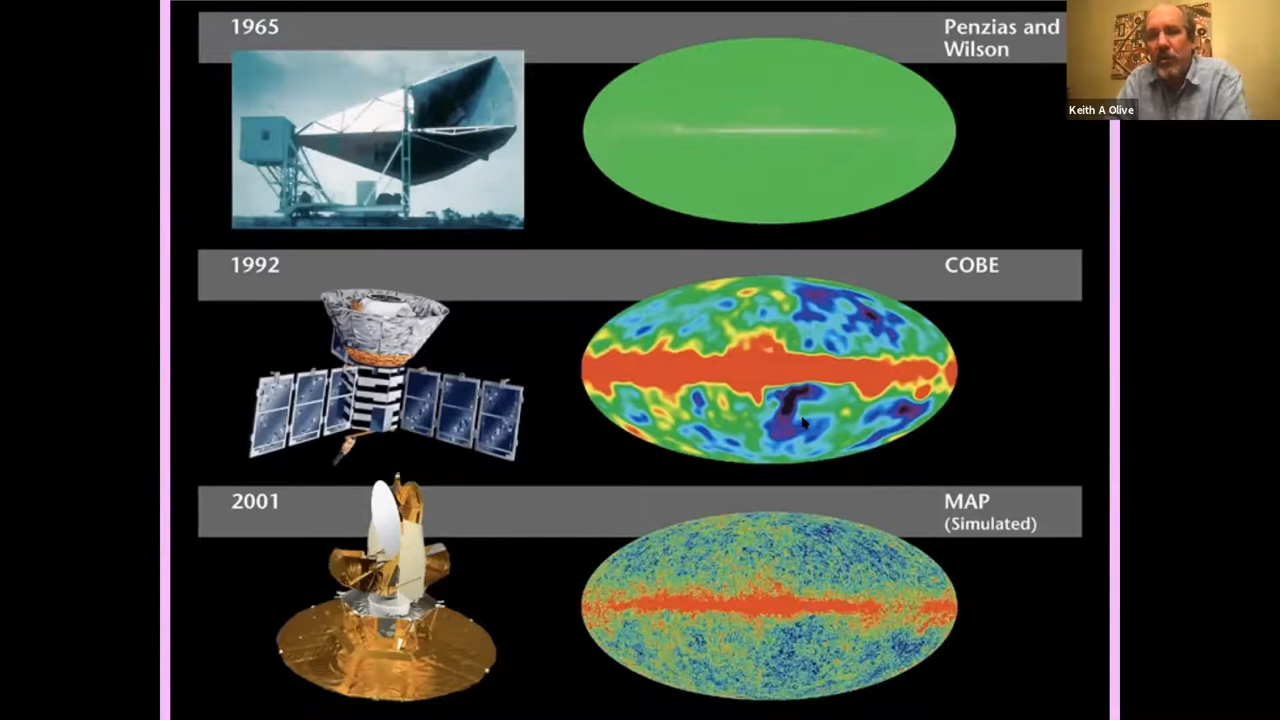 1965
Penzias and
Wilson
Keith A Olive
1992
COBE
2001
MAP
(Simulated)